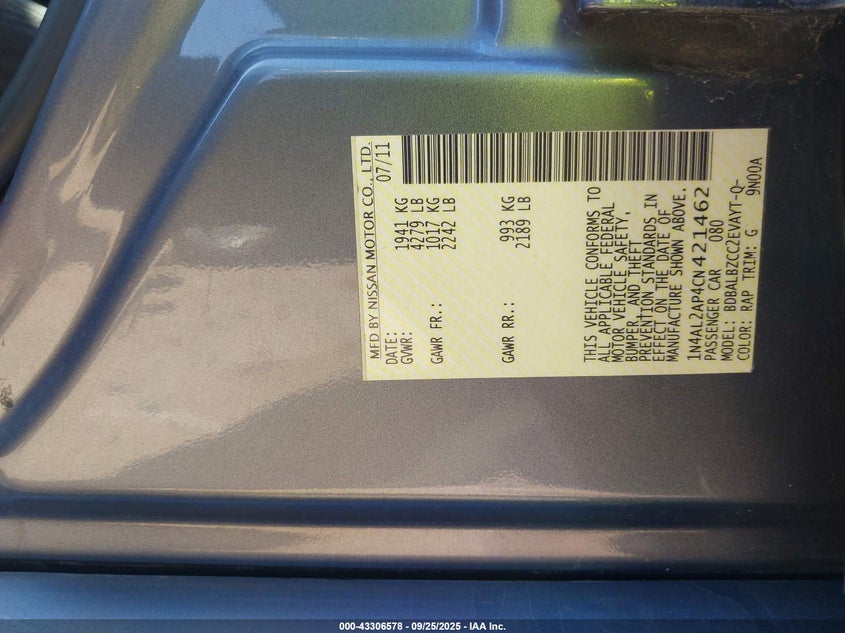 MFD BY NISSAN MOTOR CO., LTD.
DATE: 07/11
GVWR: 1941 KG
4279 LB
GAWR FR.: 1017 KG
2242 LB
GAWR RR.: 993 KG
2189 LB
THIS VEHICLE CONFORMS TO
ALL APPLICABLE FEDERAL
MOTOR VEHICLE SAFETY,
BUMPER, AND THEFT
PREVENTION STANDARDS IN
EFFECT ON THE DATE OF
MANUFACTURE SHOWN ABOVE.
1N4AL2AP4CN421462
PASSENGER CAR 080
MODEL: BDBALBZCC2EVAYT-Q-
COLOR: RAP TRIM: G 9N00A
000-43306578 - 09/25/2025 - IAA Inc.